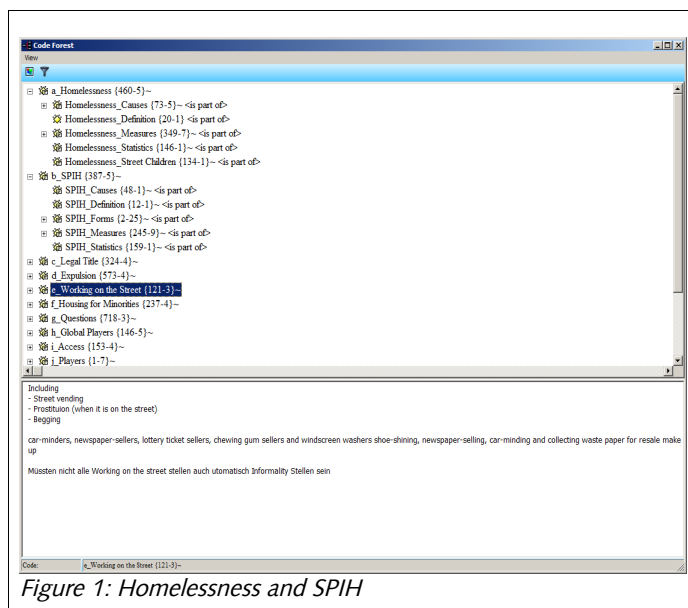 Code Forest
View
a_Homelessness {460-5}~
Homelessness_Causes {73-5}~ <is part of>
Homelessness_Definition {20-1} ~ <is part of>
Homelessness_Measures {349-7}~ <is part of>
Homelessness_Statistics {146-1}~ <is part of>
Homelessness_Street Children {134-1}~ <is part of>
b_SPIH {387-5}~
SPIH_Causes {48-1}~ <is part of>
SPIH_Definition {12-1}~ <is part of>
SPIH_Forms {2-25}~ <is part of>
SPIH_Measures {245-9}~ <is part of>
SPIH_Statistics {159-1}~ <is part of>
c_Legal Title {324-4}~
d_Expulsion {573-4}~
e_Working on the Street {121-3}~
f_Housing for Minorities {237-4}~
g_Questions {718-3}~
h_Global Players {146-5}~
i_Access {153-4}~
j_Players {1-7}~
Including
- Street vending
- Prostituion (when it is on the street)
- Begging
car-minders, newspaper-sellers, lottery ticket sellers, chewing gum sellers and windscreen washers shoe-shining, newspaper-selling, car-minding and collecting waste paper for resale make
up
Müssten nicht alle Working on the street stellen auch utomatisch Informality Stellen sein
Code: e_Working on the Street {121-3}~
Figure 1: Homelessness and SPIH